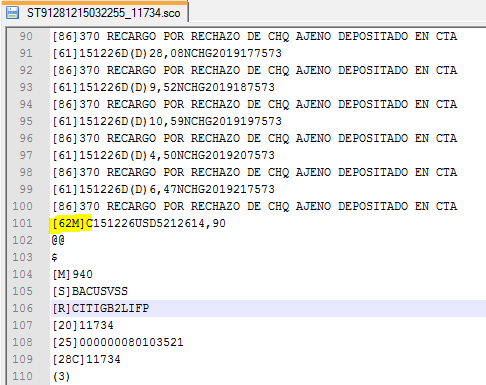 ST91281215032255_11734.sco
90 [86]370 RECARGO POR RECHAZO DE CHQ AJENO DEPOSITADO EN CTA
91 [61]151226D(D)28,08NCHG2019177573
92 [86]370 RECARGO POR RECHAZO DE CHQ AJENO DEPOSITADO EN CTA
93 [61]151226D(D)9,52NCHG2019187573
94 [86]370 RECARGO POR RECHAZO DE CHQ AJENO DEPOSITADO EN CTA
95 [61]151226D(D)10,59NCHG2019197573
96 [86]370 RECARGO POR RECHAZO DE CHQ AJENO DEPOSITADO EN CTA
97 [61]151226D(D)4,50NCHG2019207573
98 [86]370 RECARGO POR RECHAZO DE CHQ AJENO DEPOSITADO EN CTA
99 [61]151226D(D)6,47NCHG2019217573
100 [86]370 RECARGO POR RECHAZO DE CHQ AJENO DEPOSITADO EN CTA
101 [62M]C151226USD5212614,90
102 @@
103 $
104 [M]940
105 [S]BACUSVSS
106 [R]CITIGB2LIFP
107 [20]11734
108 [25]000000080103521
109 [28C]11734
110 (3)